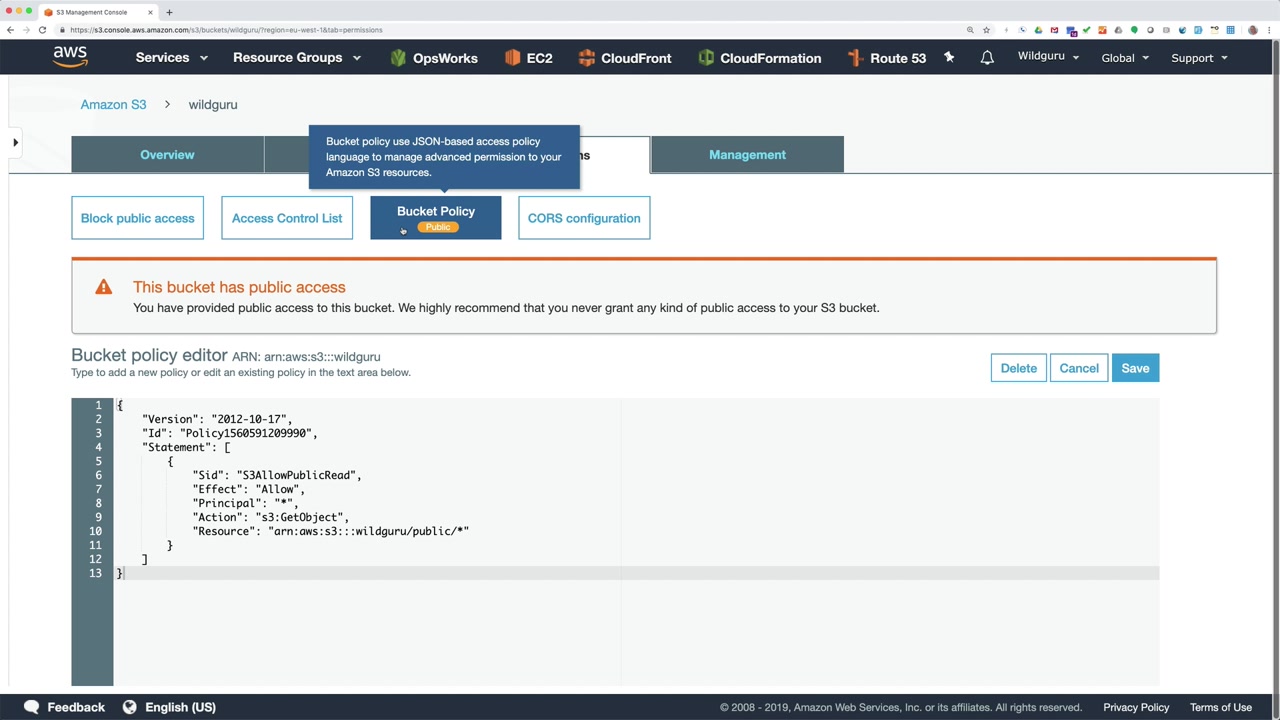 S3 Management Console
https://s3.console.aws.amazon.com/s3/buckets/wildguru/?region=eu-west-1&tab=permissions
aws
Services
Resource Groups
OpsWorks
EC2
CloudFront
CloudFormation
Route 53
Wildguru
Global
Support
Amazon S3 > wildguru
Bucket policy use JSON-based access policy
language to manage advanced permission to your
Amazon S3 resources.
Overview
ns
Management
Block public access
Access Control List
Bucket Policy
Public
CORS configuration
This bucket has public access
You have provided public access to this bucket. We highly recommend that you never grant any kind of public access to your S3 bucket.
Bucket policy editor ARN: arn:aws:s3:::wildguru
Type to add a new policy or edit an existing policy in the text area below.
Delete
Cancel
Save
1 {
2 "Version": "2012-10-17",
3 "Id": "Policy1560591209990",
4 "Statement": [
5 {
6 "Sid": "S3AllowPublicRead",
7 "Effect": "Allow",
8 "Principal": "*",
9 "Action": "s3:GetObject",
10 "Resource": "arn:aws:s3:::wildguru/public/*"
11 }
12 ]
13 }
Feedback
English (US)
© 2008 - 2019, Amazon Web Services, Inc. or its affiliates. All rights reserved.
Privacy Policy
Terms of Use